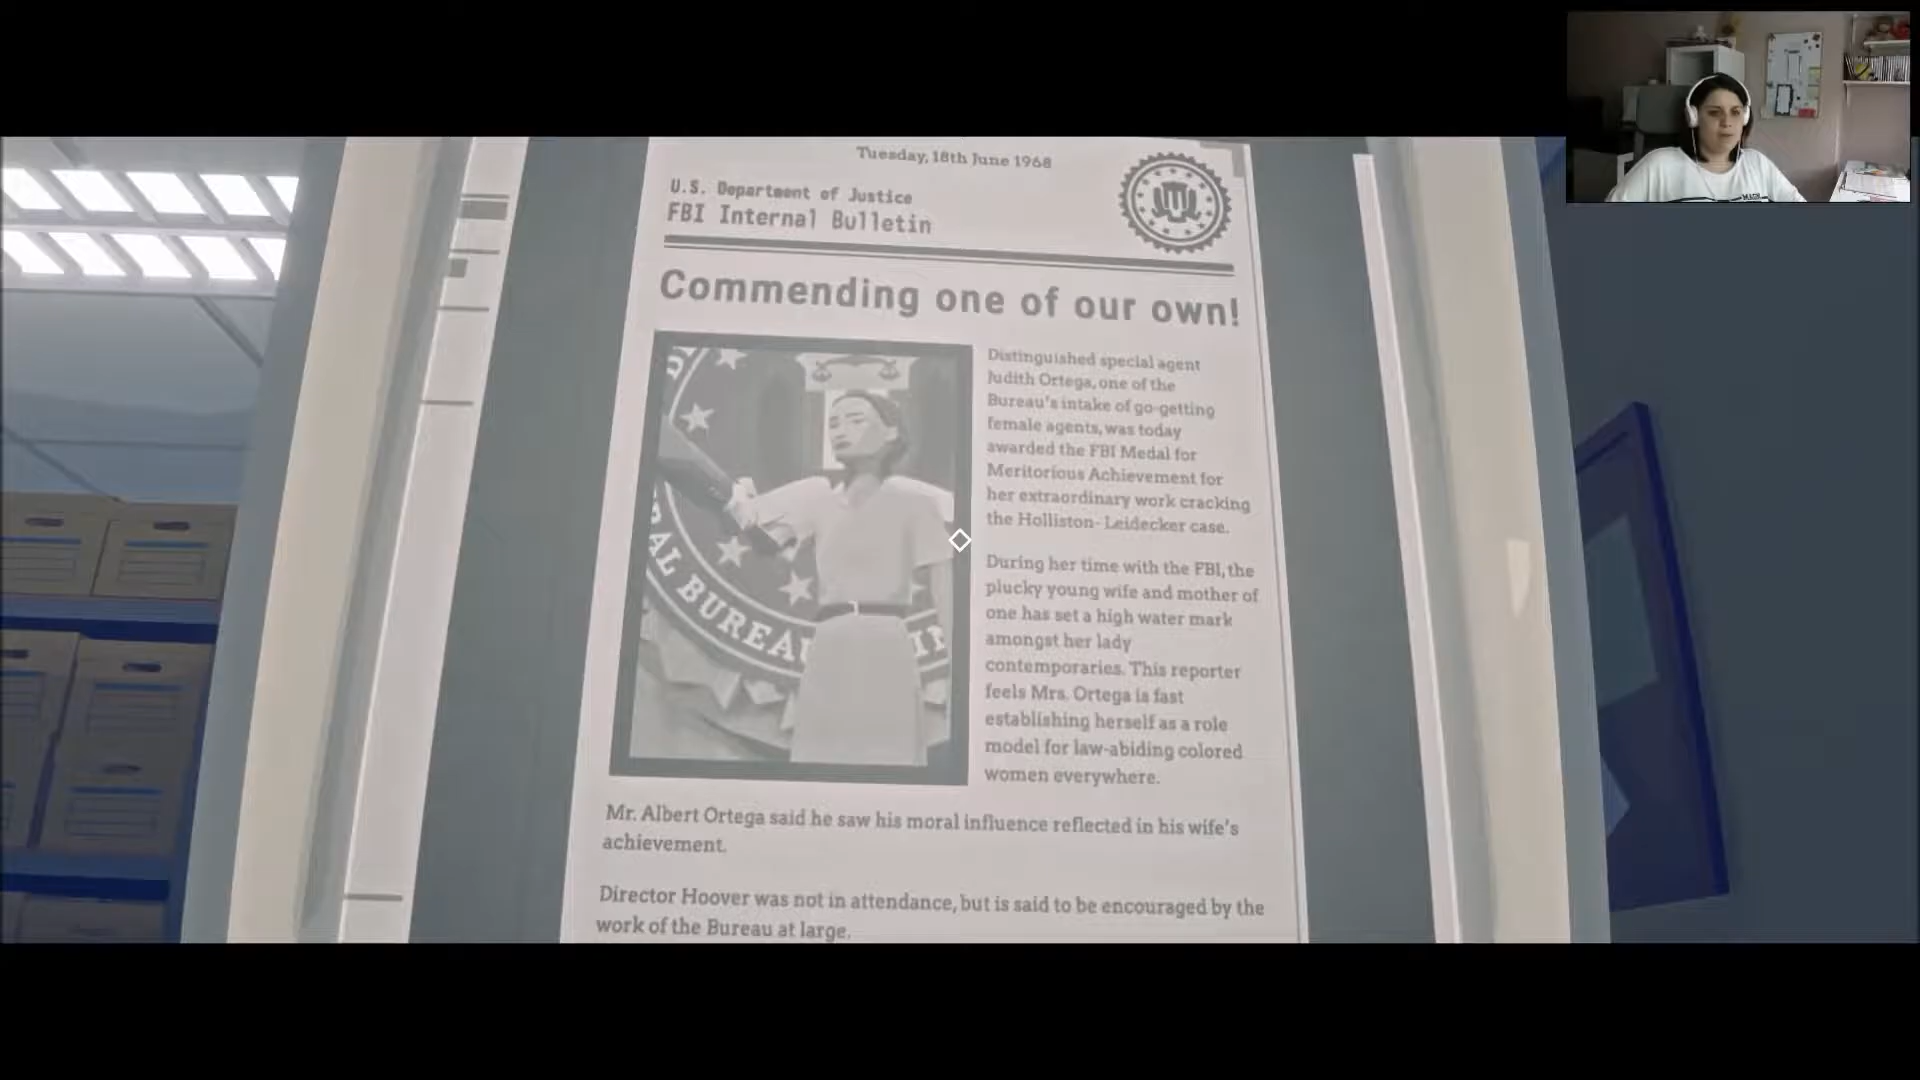 Tuesday, 18th June 1968
U.S. Department of Justice
FBI Internal Bulletin
Commending one of our own!
Distinguished special agent
Judith Ortega, one of the
Bureau's intake of go-getting
female agents, was today
awarded the FBI Medal for
Meritorious Achievement for
her extraordinary work cracking
the Holliston- Leidecker case.
During her time with the FBI, the
plucky young wife and mother of
one has set a high water mark
amongst her lady
contemporaries. This reporter
feels Mrs. Ortega is fast
establishing herself as a role
model for law-abiding colored
women everywhere.
AL BUREAU
Mr. Albert Ortega said he saw his moral influence reflected in his wife's
achievement.
Director Hoover was not in attendance, but is said to be encouraged by the
work of the Bureau at large.